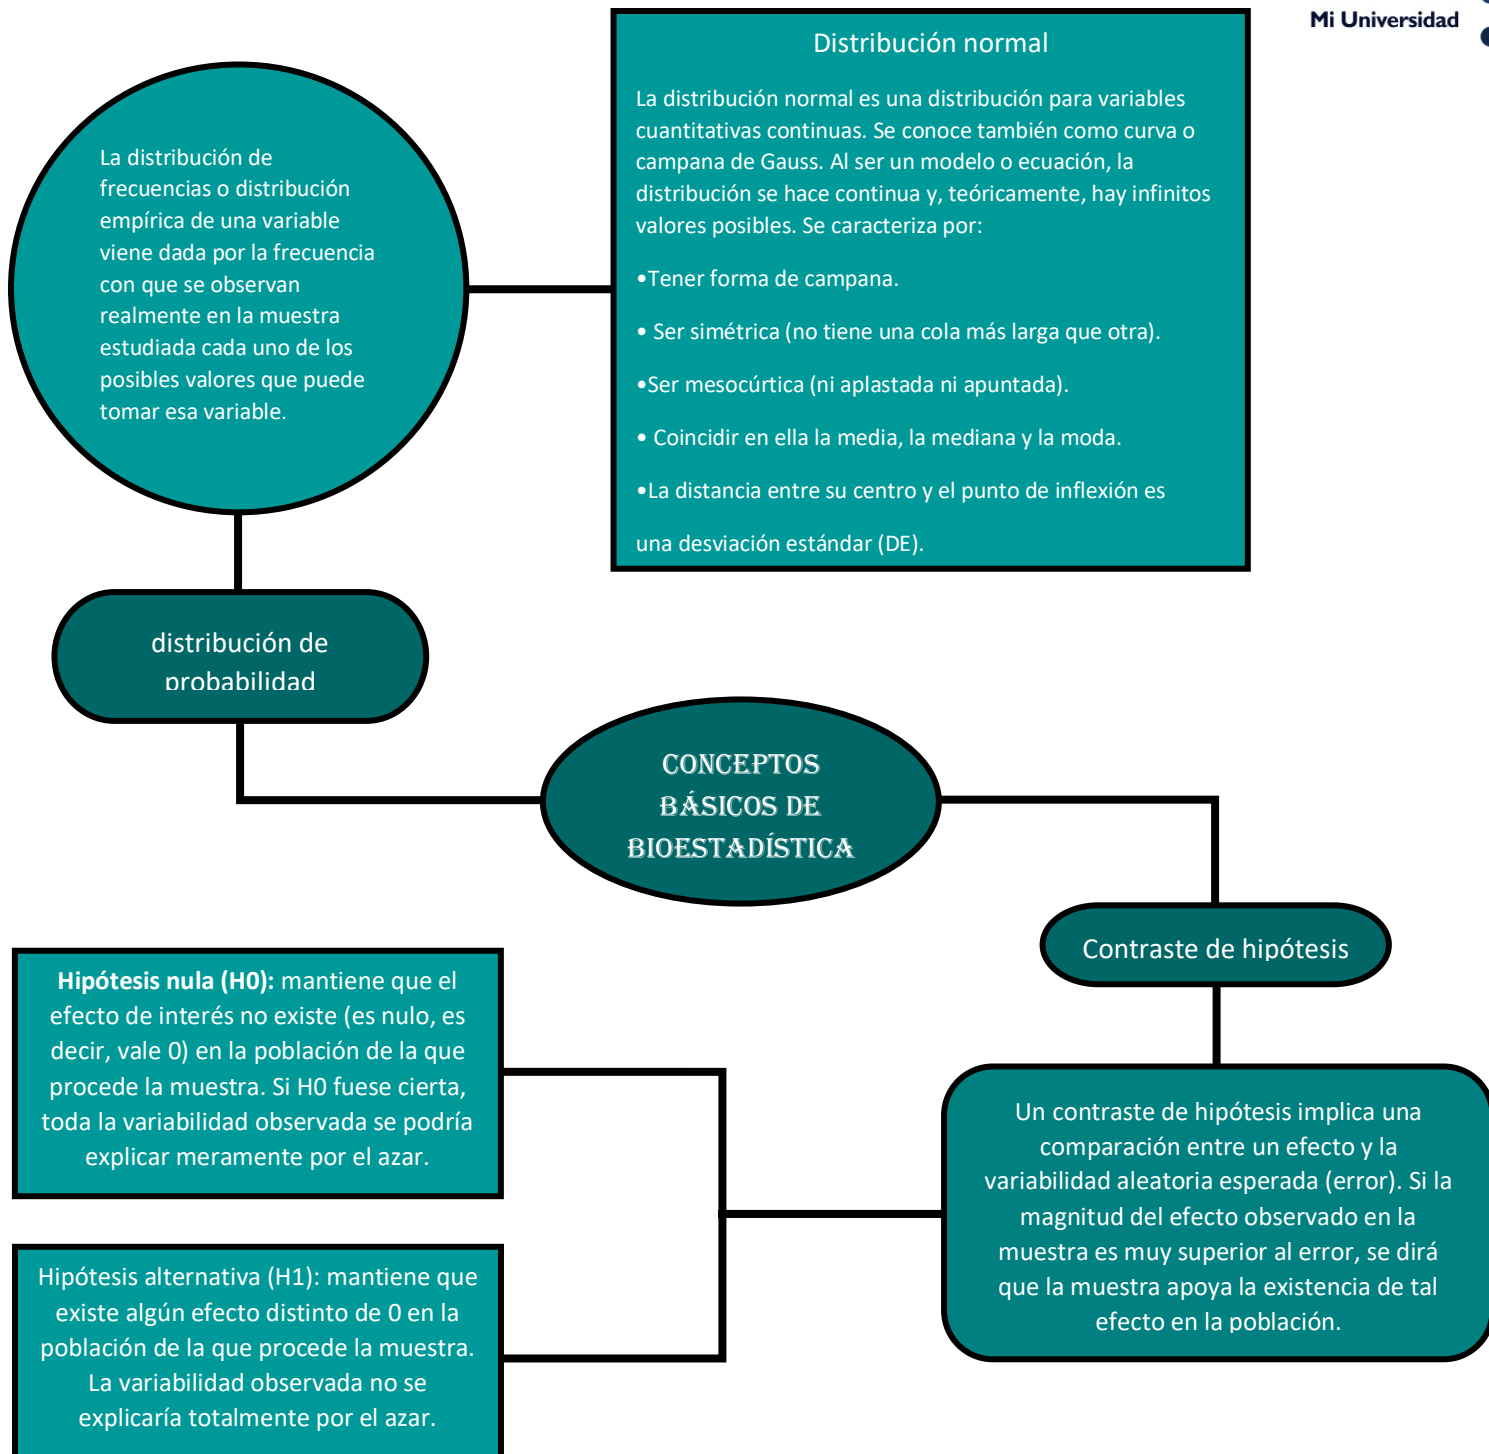 Mi Universidad
Distribución normal
La distribución normal es una distribución para variables
cuantitativas continuas. Se conoce también como curva o
campana de Gauss. Al ser un modelo o ecuación, la
distribución se hace continua y, teóricamente, hay infinitos
valores posibles. Se caracteriza por:
•Tener forma de campana.
• Ser simétrica (no tiene una cola más larga que otra).
•Ser mesocúrtica (ni aplastada ni apuntada).
• Coincidir en ella la media, la mediana y la moda.
•La distancia entre su centro y el punto de inflexión es
una desviación estándar (DE).
La distribución de
frecuencias o distribución
empírica de una variable
viene dada por la frecuencia
con que se observan
realmente en la muestra
estudiada cada uno de los
posibles valores que puede
tomar esa variable.
distribución de
probabilidad
CONCEPTOS
BÁSICOS DE
BIOESTADÍSTICA
Contraste de hipótesis
Hipótesis nula (H0): mantiene que el
efecto de interés no existe (es nulo, es
decir, vale 0) en la población de la que
procede la muestra. Si H0 fuese cierta,
toda la variabilidad observada se podría
explicar meramente por el azar.
Un contraste de hipótesis implica una
comparación entre un efecto y la
variabilidad aleatoria esperada (error). Si la
magnitud del efecto observado en la
muestra es muy superior al error, se dirá
que la muestra apoya la existencia de tal
efecto en la población.
Hipótesis alternativa (H1): mantiene que
existe algún efecto distinto de 0 en la
población de la que procede la muestra.
La variabilidad observada no se
explicaría totalmente por el azar.